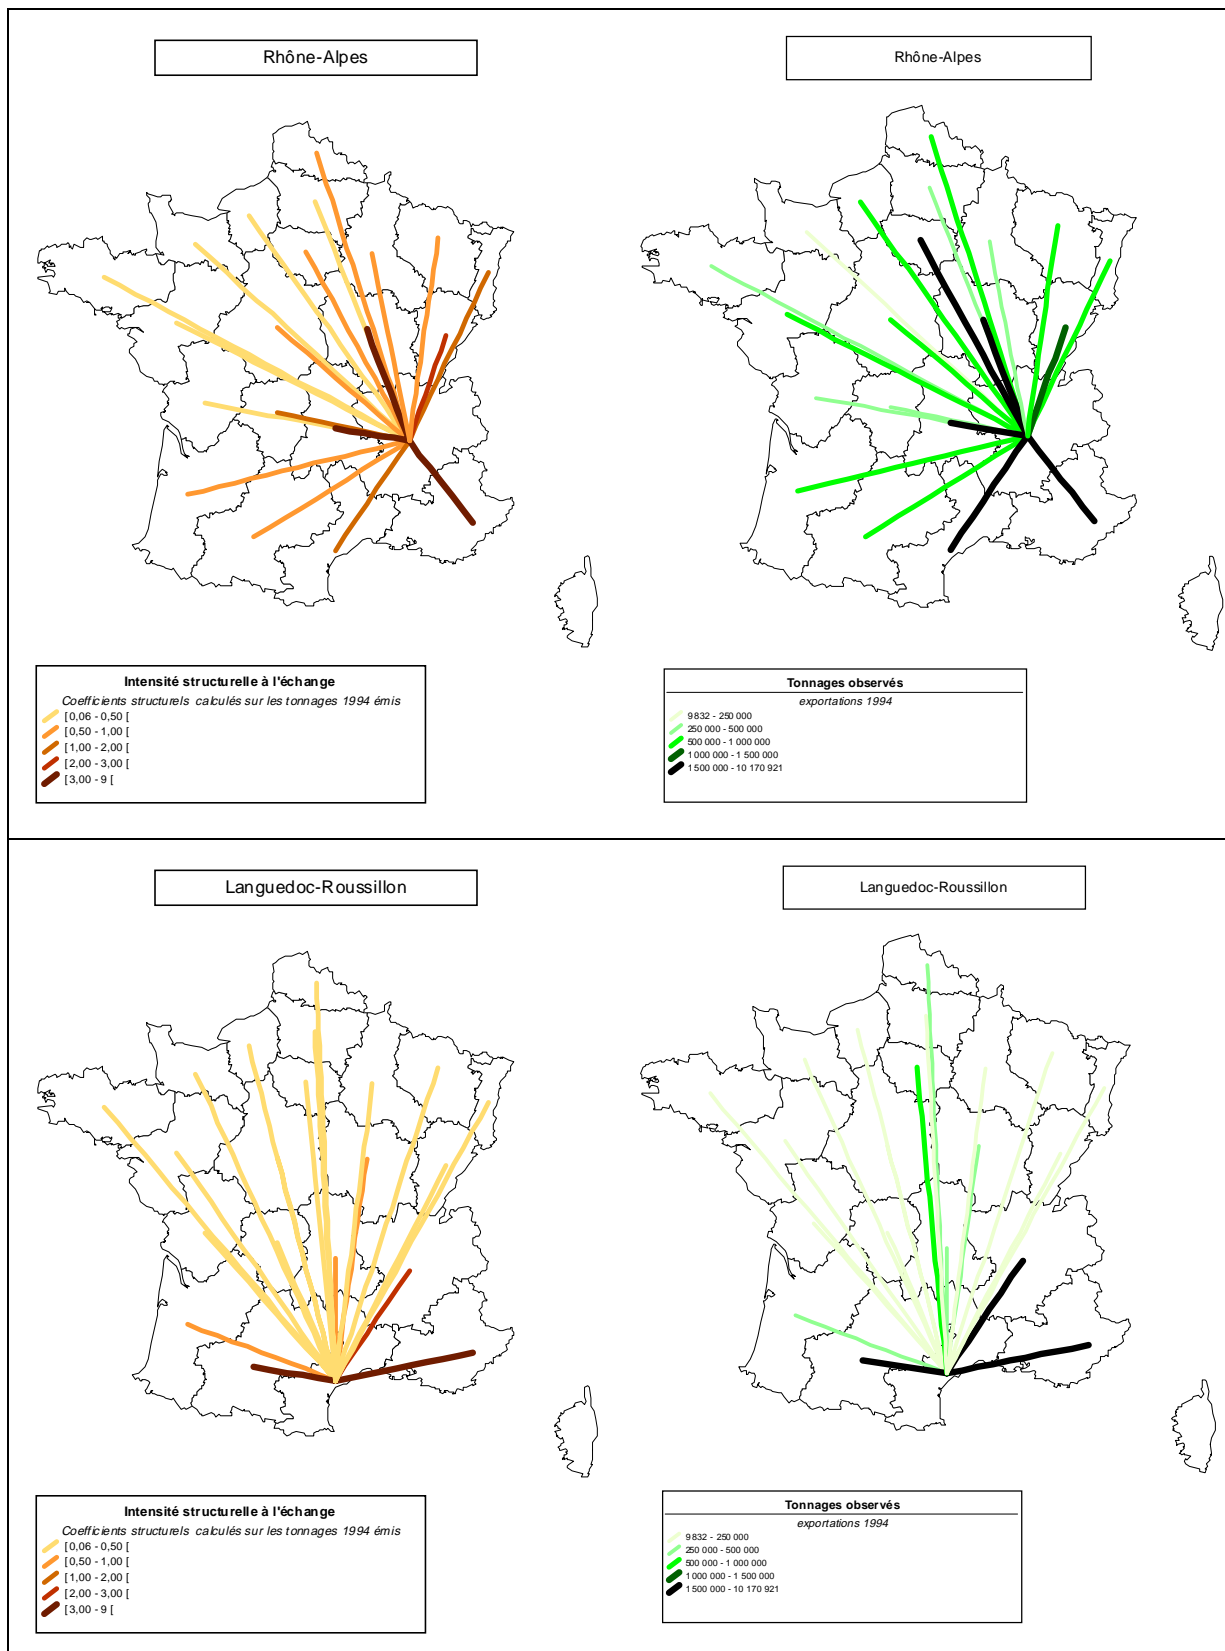 Rhône-Alpes
Rhône-Alpes
Intensité structurelle à l'échange
Coefficients structurels calculés sur les tonnages 1994 émis
[0,06 - 0,50 [
[0,50 - 1,00 [
[1,00 - 2,00 [
[2,00 - 3,00 [
[3,00 - 9 [
Tonnages observés
exportations 1994
9 832 - 250 000
250 000 - 500 000
500 000 - 1 000 000
1 000 000 - 1 500 000
1 500 000 - 10 170 921
Languedoc-Roussillon
Languedoc-Roussillon
Intensité structurelle à l'échange
Coefficients structurels calculés sur les tonnages 1994 émis
[0,06 - 0,50 [
[0,50 - 1,00 [
[1,00 - 2,00 [
[2,00 - 3,00 [
[3,00 - 9 [
Tonnages observés
exportations 1994
9 832 - 250 000
250 000 - 500 000
500 000 - 1 000 000
1 000 000 - 1 500 000
1 500 000 - 10 170 921